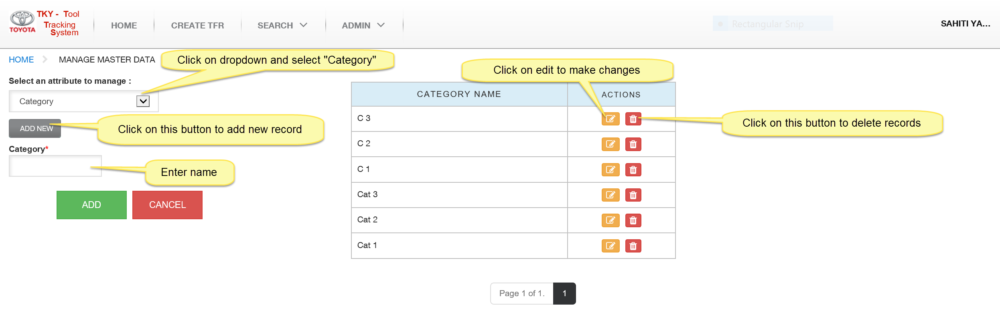 TOYOTA
TKY - Tool
Tracking
System
HOME
CREATE TFR
SEARCH
ADMIN
Rectangular Snip
SAHITI YA...
HOME
MANAGE MASTER DATA
Click on dropdown and select "Category"
Select an attribute to manage :
Category
ADD NEW
Click on this button to add new record
Category*
Enter name
ADD
CANCEL
Click on edit to make changes
CATEGORY NAME
ACTIONS
C 3
Click on this button to delete records
C 2
C 1
Cat 3
Cat 2
Cat 1
Page 1 of 1.
1